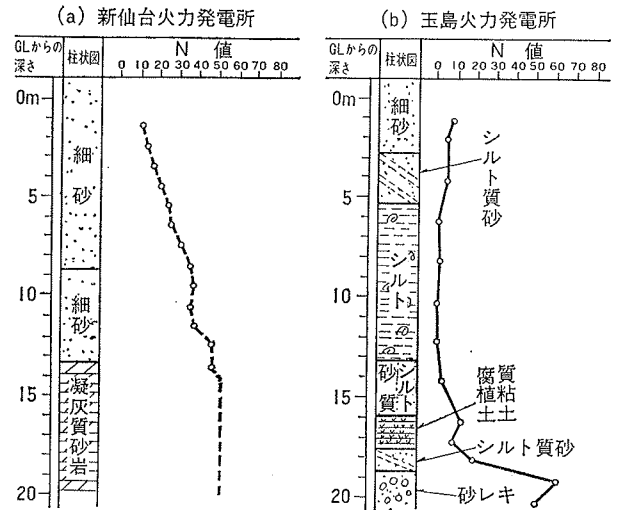 (a) 新仙台火力発電所
GLからの深さ
柱状図
N 値
0 10 20 30 40 50 60 70 80
0m
5
10
15
20
細砂
細砂
凝灰質砂岩
(b) 玉島火力発電所
GLからの深さ
柱状図
N 値
0 10 20 30 40 50 60 70 80
0m
5
10
15
20
細砂
シルト質砂
シルト
砂質シルト
腐植土質粘土
シルト質砂
砂レキ